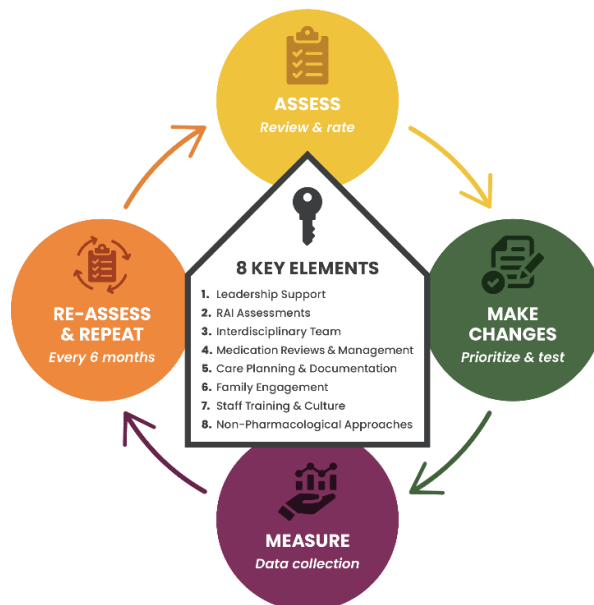 ASSESS
Review & rate
8 KEY ELEMENTS
1. Leadership Support
2. RAI Assessments
3. Interdisciplinary Team
4. Medication Reviews & Management
5. Care Planning & Documentation
6. Family Engagement
7. Staff Training & Culture
8. Non-Pharmacological Approaches
MAKE
CHANGES
Prioritize & test
MEASURE
Data collection
RE-ASSESS
& REPEAT
Every 6 months